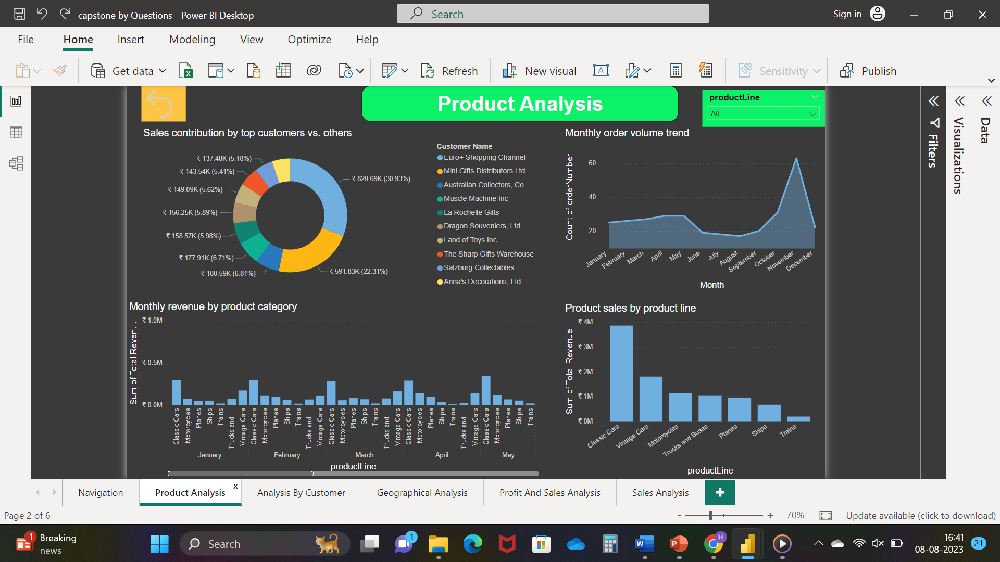 capstone by Questions - Power BI Desktop
Search
Sign in
File Home Insert Modeling View Optimize Help
Get data
Refresh
New visual
Sensitivity
Publish
Product Analysis
productLine
All
Filters
Visualizations
Data
Sales contribution by top customers vs. others
₹ 137.48K (5.18%)
₹ 143.54K (5.41%)
₹ 149.09K (5.62%)
₹ 156.25K (5.89%)
₹ 158.57K (5.98%)
₹ 177.91K (6.71%)
₹ 180.59K (6.81%)
₹ 820.69K (30.93%)
₹ 591.83K (22.31%)
Customer Name
Euro+ Shopping Channel
Mini Gifts Distributors Ltd.
Australian Collectors, Co.
Muscle Machine Inc
La Rochelle Gifts
Dragon Souveniers, Ltd.
Land of Toys Inc.
The Sharp Gifts Warehouse
Salzburg Collectables
Anna's Decorations, Ltd
Monthly order volume trend
Count of orderNumber
60
40
20
January February March April May June July August September October November December
Month
Monthly revenue by product category
Sum of Total Reven...
₹ 1.0M
₹ 0.5M
₹ 0.0M
Classic Cars Motorcycles Planes Ships Trains Trucks and ... Vintage Cars Classic Cars Motorcycles Planes Ships Trains Trucks and ... Vintage Cars Classic Cars Motorcycles Planes Ships Trains Trucks and ... Vintage Cars Classic Cars Motorcycles Planes Ships Trains Trucks and ... Vintage Cars Classic Cars Motorcycles Planes Ships Trains
January February March April May
productLine
Product sales by product line
Sum of Total Revenue
₹ 4M
₹ 3M
₹ 2M
₹ 1M
₹ 0M
Classic Cars Vintage Cars Motorcycles Trucks and Buses Planes Ships Trains
productLine
Navigation Product Analysis x Analysis By Customer Geographical Analysis Profit And Sales Analysis Sales Analysis +
Page 2 of 6
- + 70%
Update available (click to download)
1
Breaking
news
Search
1
W
P
H
16:41
08-08-2023
21